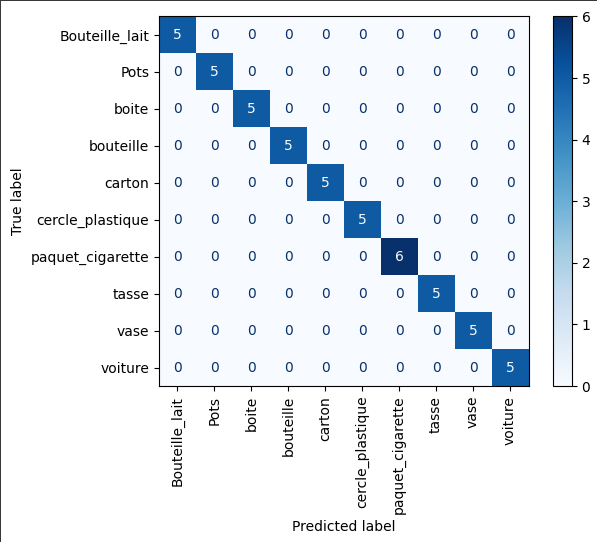 Bouteille_lait 5 0 0 0 0 0 0 0 0 0
Pots 0 5 0 0 0 0 0 0 0 0
boite 0 0 5 0 0 0 0 0 0 0
bouteille 0 0 0 5 0 0 0 0 0 0
carton 0 0 0 0 5 0 0 0 0 0
cercle_plastique 0 0 0 0 0 5 0 0 0 0
paquet_cigarette 0 0 0 0 0 0 6 0 0 0
tasse 0 0 0 0 0 0 0 5 0 0
vase 0 0 0 0 0 0 0 0 5 0
voiture 0 0 0 0 0 0 0 0 0 5
True label
Bouteille_lait
Pots
boite
bouteille
carton
cercle_plastique
paquet_cigarette
tasse
vase
voiture
Predicted label
6
5
4
3
2
1
0